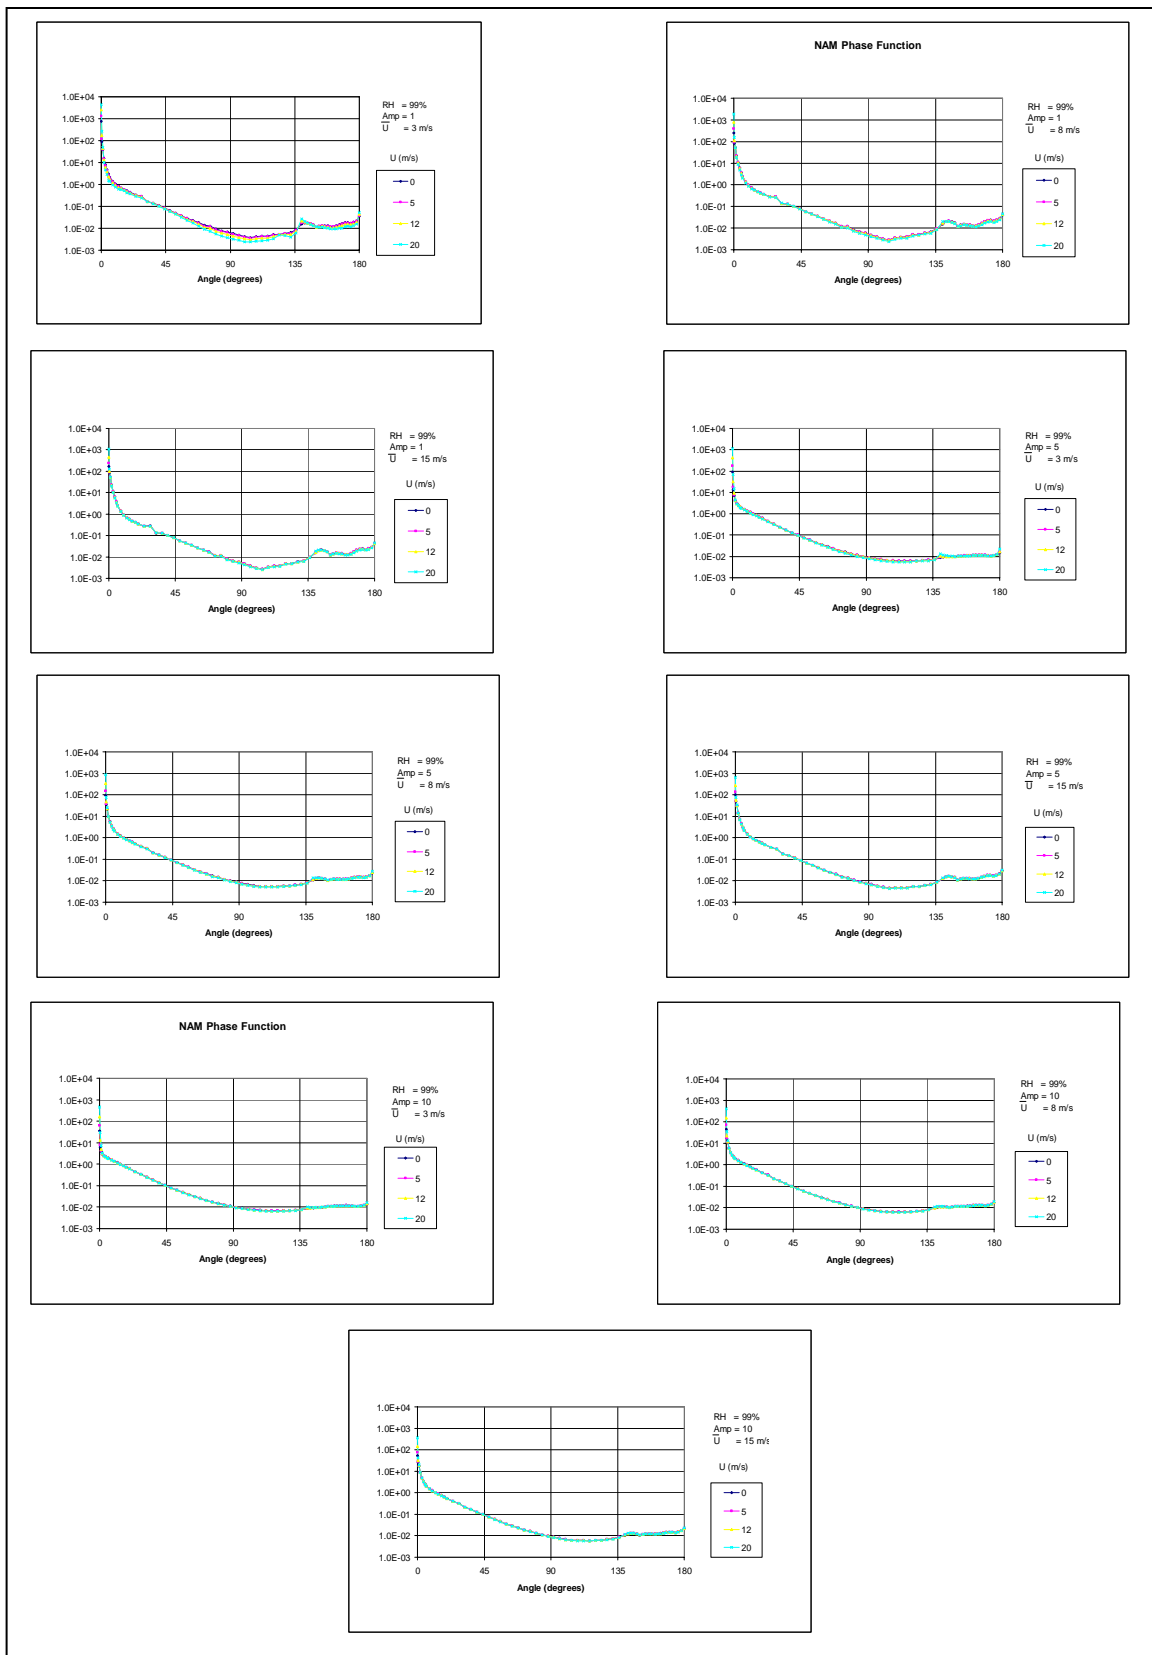 1.0E+04
1.0E+03
1.0E+02
1.0E+01
1.0E+00
1.0E-01
1.0E-02
1.0E-03
0 45 90 135 180
Angle (degrees)
RH = 99%
Amp = 1
U = 3 m/s
U (m/s)
0
5
12
20
NAM Phase Function
1.0E+04
1.0E+03
1.0E+02
1.0E+01
1.0E+00
1.0E-01
1.0E-02
1.0E-03
0 45 90 135 180
Angle (degrees)
RH = 99%
Amp = 1
U = 8 m/s
U (m/s)
0
5
12
20
1.0E+04
1.0E+03
1.0E+02
1.0E+01
1.0E+00
1.0E-01
1.0E-02
1.0E-03
0 45 90 135 180
Angle (degrees)
RH = 99%
Amp = 1
U = 15 m/s
U (m/s)
0
5
12
20
1.0E+04
1.0E+03
1.0E+02
1.0E+01
1.0E+00
1.0E-01
1.0E-02
1.0E-03
0 45 90 135 180
Angle (degrees)
RH = 99%
Amp = 5
U = 3 m/s
U (m/s)
0
5
12
20
1.0E+04
1.0E+03
1.0E+02
1.0E+01
1.0E+00
1.0E-01
1.0E-02
1.0E-03
0 45 90 135 180
Angle (degrees)
RH = 99%
Amp = 5
U = 8 m/s
U (m/s)
0
5
12
20
1.0E+04
1.0E+03
1.0E+02
1.0E+01
1.0E+00
1.0E-01
1.0E-02
1.0E-03
0 45 90 135 180
Angle (degrees)
RH = 99%
Amp = 5
U = 15 m/s
U (m/s)
0
5
12
20
NAM Phase Function
1.0E+04
1.0E+03
1.0E+02
1.0E+01
1.0E+00
1.0E-01
1.0E-02
1.0E-03
0 45 90 135 180
Angle (degrees)
RH = 99%
Amp = 10
U = 3 m/s
U (m/s)
0
5
12
20
1.0E+04
1.0E+03
1.0E+02
1.0E+01
1.0E+00
1.0E-01
1.0E-02
1.0E-03
0 45 90 135 180
Angle (degrees)
RH = 99%
Amp = 10
U = 8 m/s
U (m/s)
0
5
12
20
1.0E+04
1.0E+03
1.0E+02
1.0E+01
1.0E+00
1.0E-01
1.0E-02
1.0E-03
0 45 90 135 180
Angle (degrees)
RH = 99%
Amp = 10
U = 15 m/s
U (m/s)
0
5
12
20